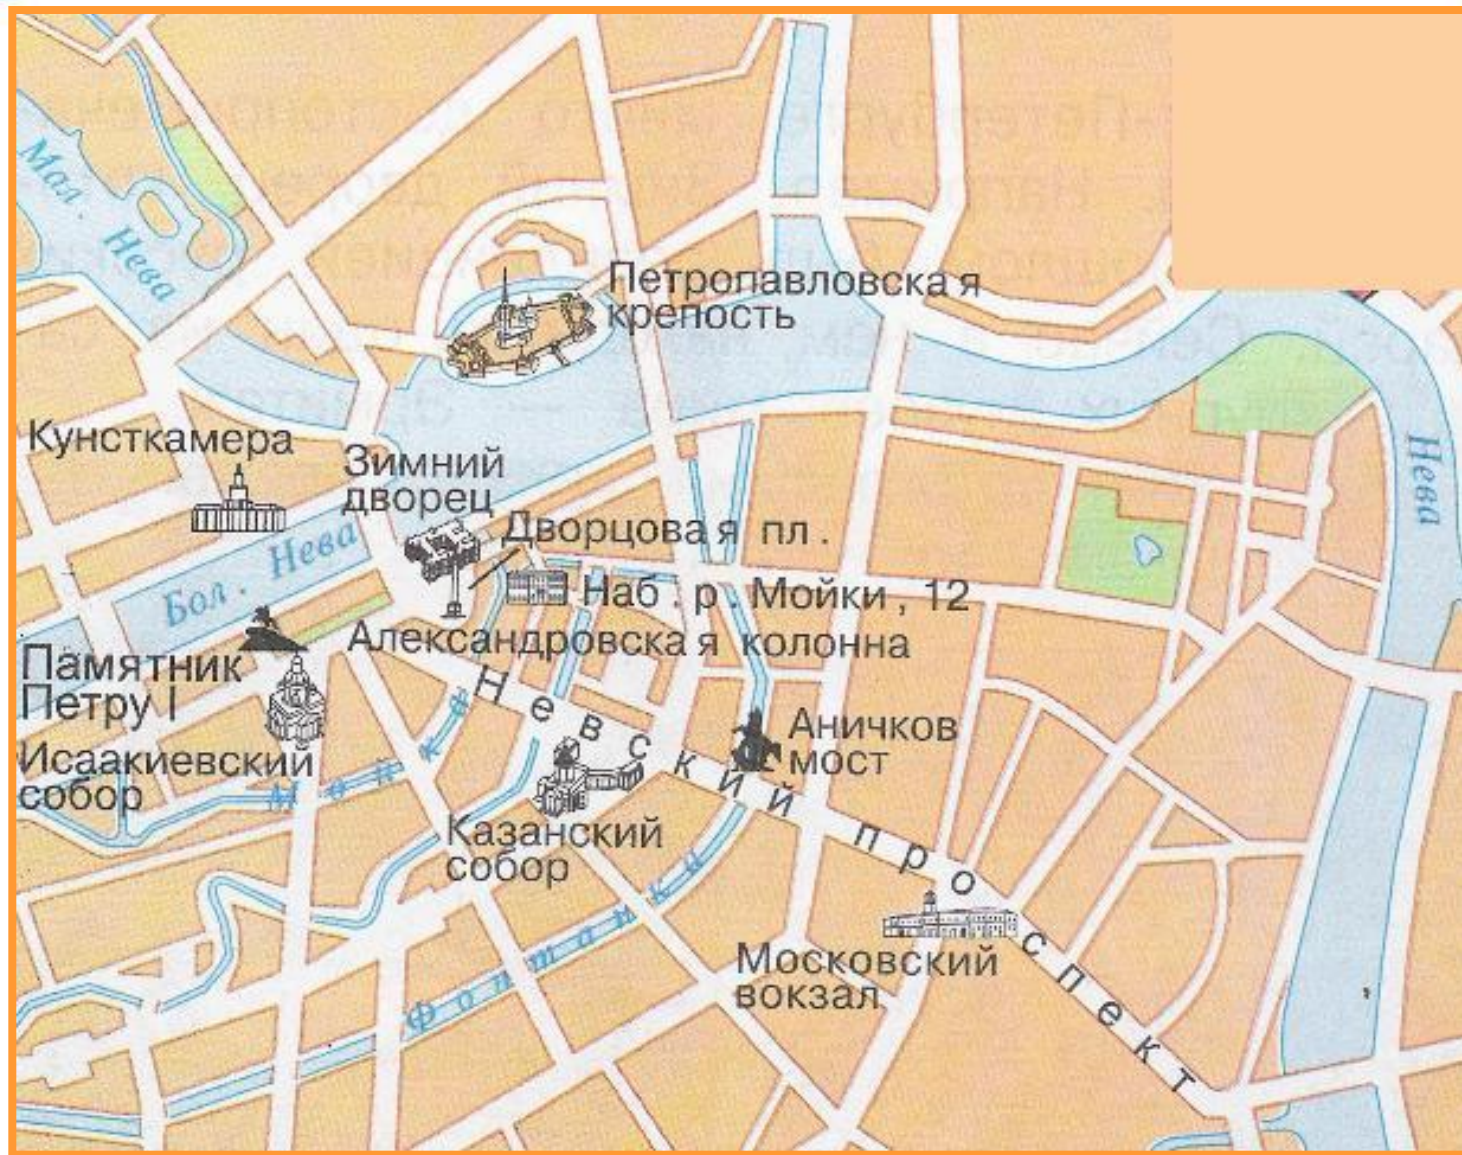 Мал. Нева
Петропавловская
крепость
Кунсткамера
Зимний
дворец
Нева
Дворцовая пл.
Бол. Нева
Наб. р. Мойки, 12
Александровская колонна
Памятник
Петру I
Невский проспект
Аничков
мост
Исаакиевский
собор
Мойка
Казанский
собор
Фонтанка
Московский
вокзал